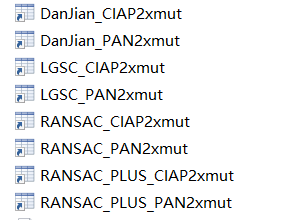 DanJian_CIAP2xmut
DanJian_PAN2xmut
LGSC_CIAP2xmut
LGSC_PAN2xmut
RANSAC_CIAP2xmut
RANSAC_PAN2xmut
RANSAC_PLUS_CIAP2xmut
RANSAC_PLUS_PAN2xmut